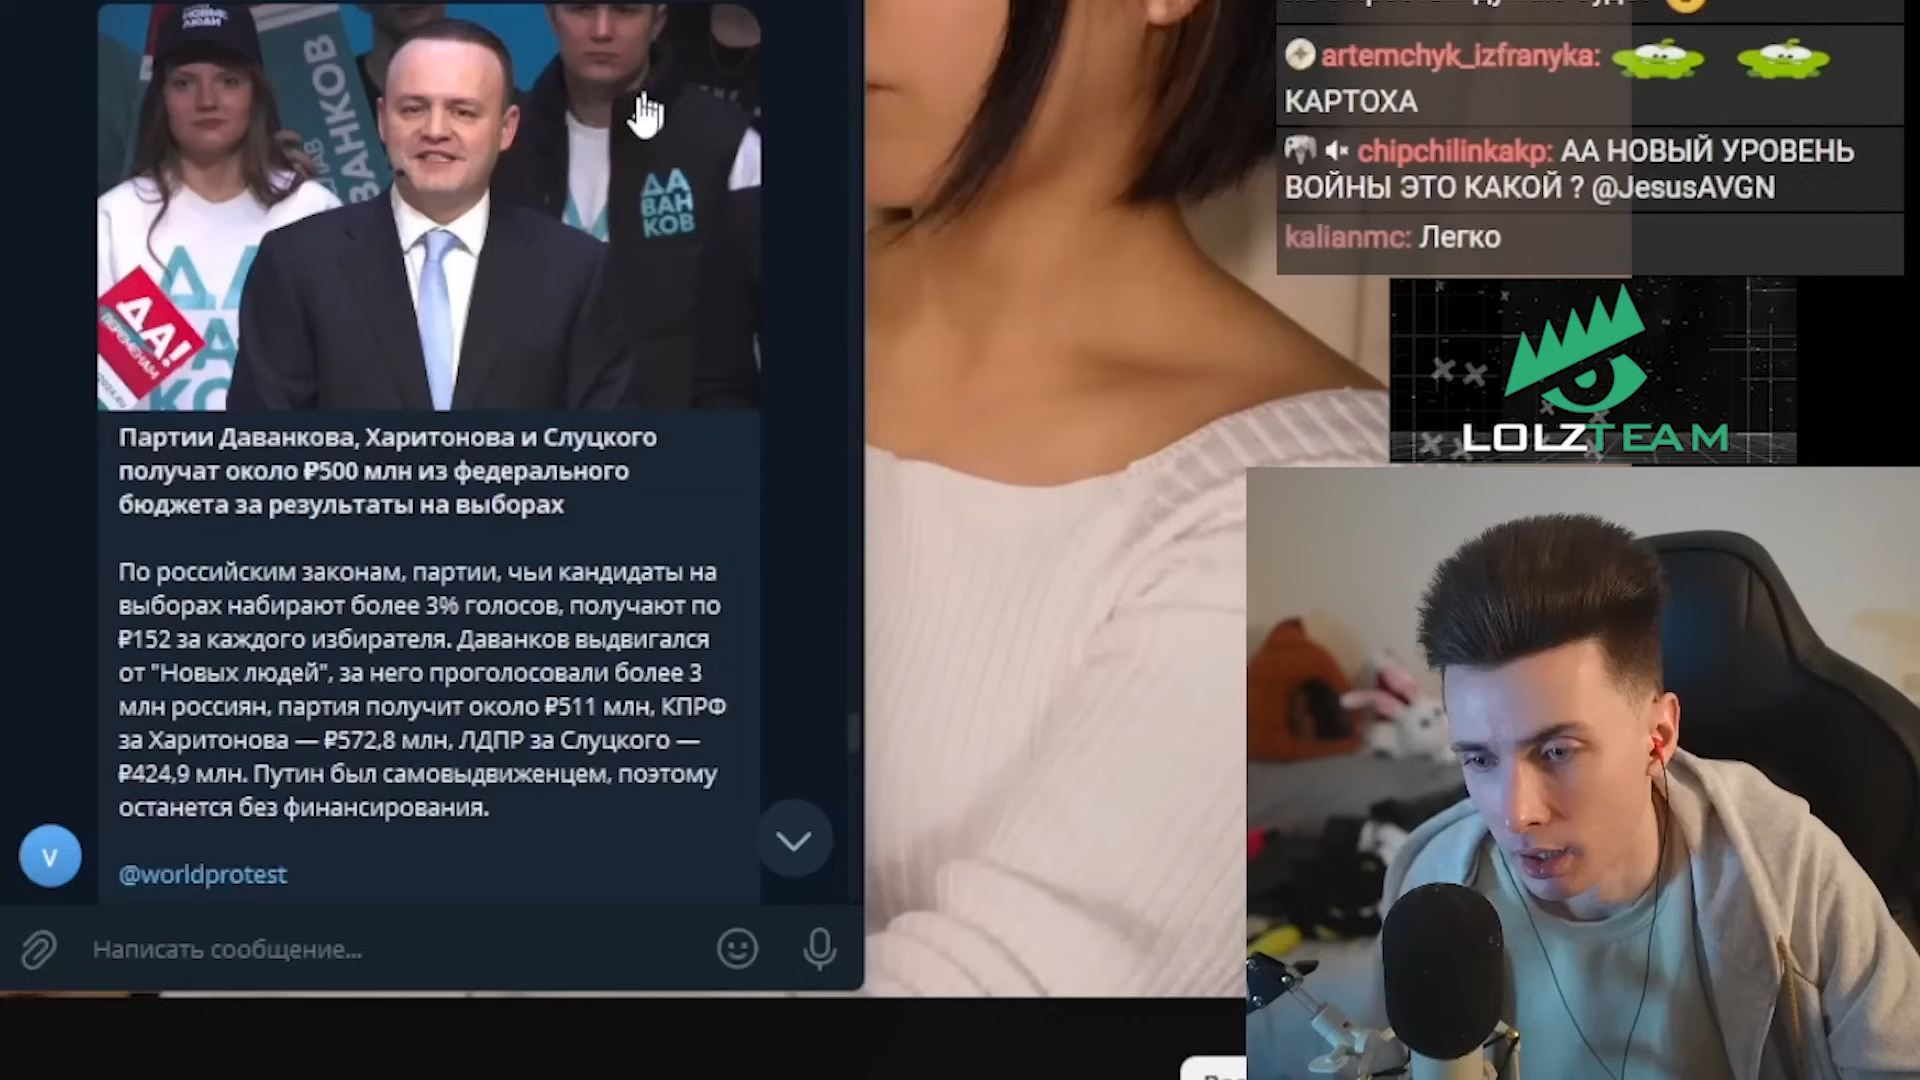 НОВЫЕ
ЛЮДИ
ВАНКОВ
ДА
ВАН
КОВ
ДА!
ПЕРЕМЕНАМ
Партии Даванкова, Харитонова и Слуцкого
получат около ₽500 млн из федерального
бюджета за результаты на выборах
По российским законам, партии, чьи кандидаты на
выборах набирают более 3% голосов, получают по
₽152 за каждого избирателя. Даванков выдвигался
от "Новых людей", за него проголосовали более 3
млн россиян, партия получит около ₽511 млн, КПРФ
за Харитонова — ₽572,8 млн, ЛДПР за Слуцкого —
₽424,9 млн. Путин был самовыдвиженцем, поэтому
останется без финансирования.
@worldprotest
V
Написать сообщение...
artemchyk_izfranyka:
КАРТОХА
chipchilinkakp: АА НОВЫЙ УРОВЕНЬ
ВОЙНЫ ЭТО КАКОЙ ? @JesusAVGN
kalianmc: Легко
LOLZTEAM